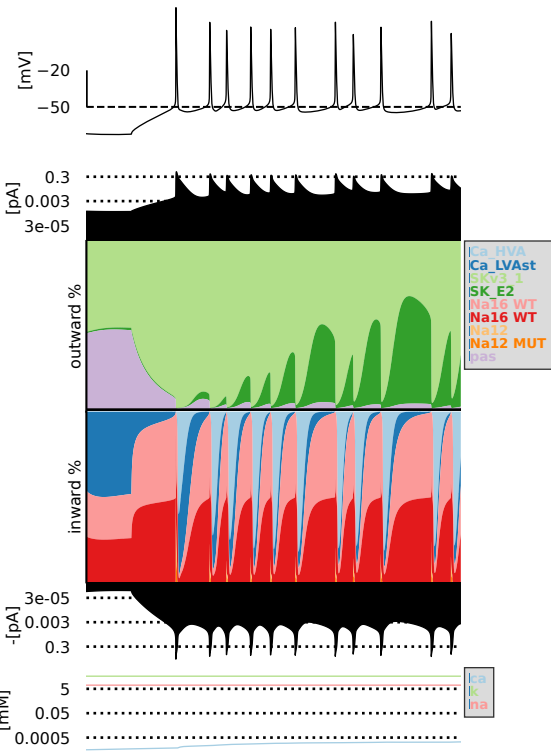 [mV]
−20
−50
[pA]
0.3
0.003
3e-05
outward %
Ca_HVA
Ca_LVAst
SKv3_1
SK_E2
Na16 WT
Na16 WT
Na12
Na12 MUT
pas
inward %
-[pA]
3e-05
0.003
0.3
[mM]
5
0.05
0.0005
ca
k
na